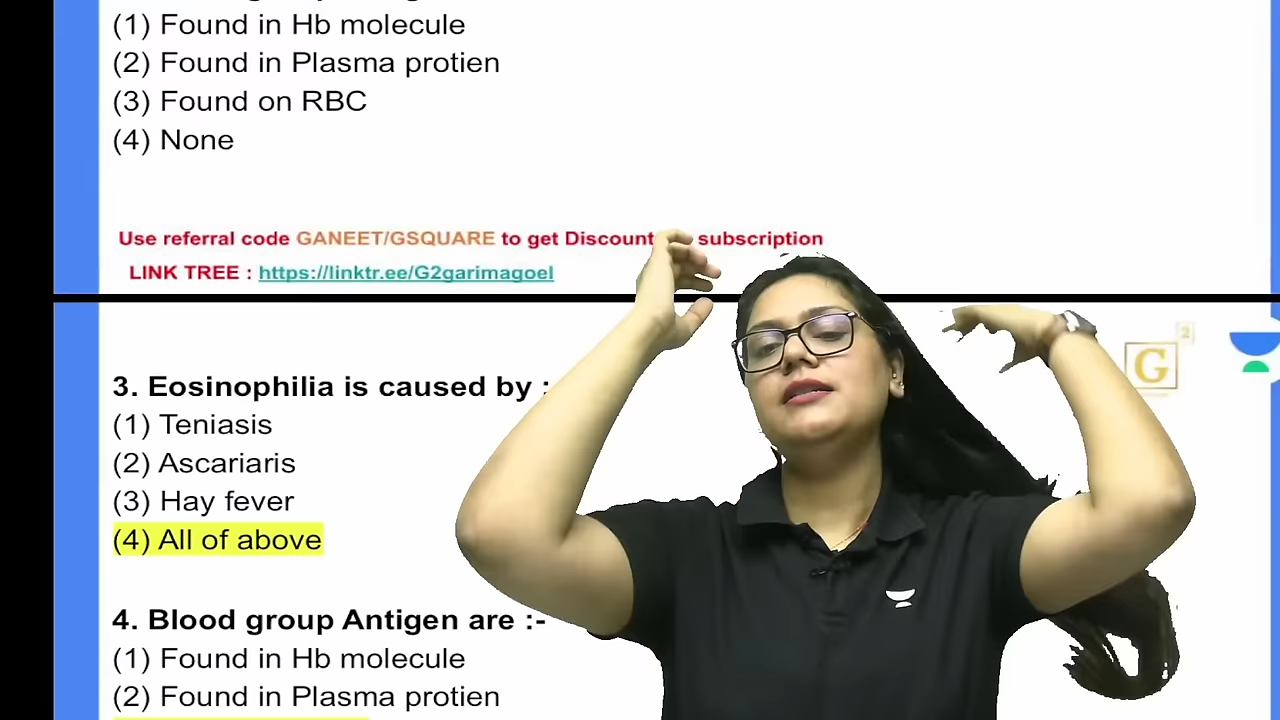 (1) Found in Hb molecule
(2) Found in Plasma protien
(3) Found on RBC
(4) None
Use referral code GANEET/GSQUARE to get Discount subscription
LINK TREE : https://linktr.ee/G2garimagoel
G 2
3. Eosinophilia is caused by :
(1) Teniasis
(2) Ascariaris
(3) Hay fever
(4) All of above
4. Blood group Antigen are :-
(1) Found in Hb molecule
(2) Found in Plasma protien